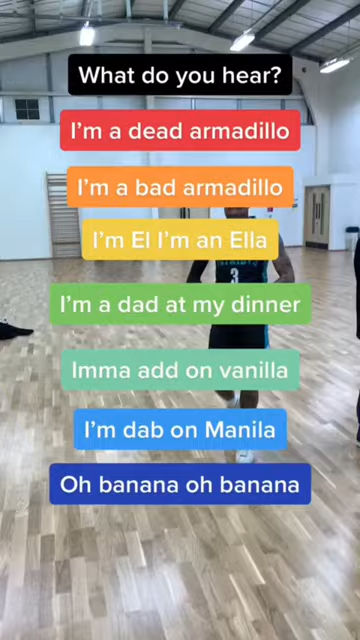 What do you hear?
I'm a dead armadillo
I'm a bad armadillo
I'm El I'm an Ella
I'm a dad at my dinner
3
Imma add on vanilla
I'm dab on Manila
Oh banana oh banana